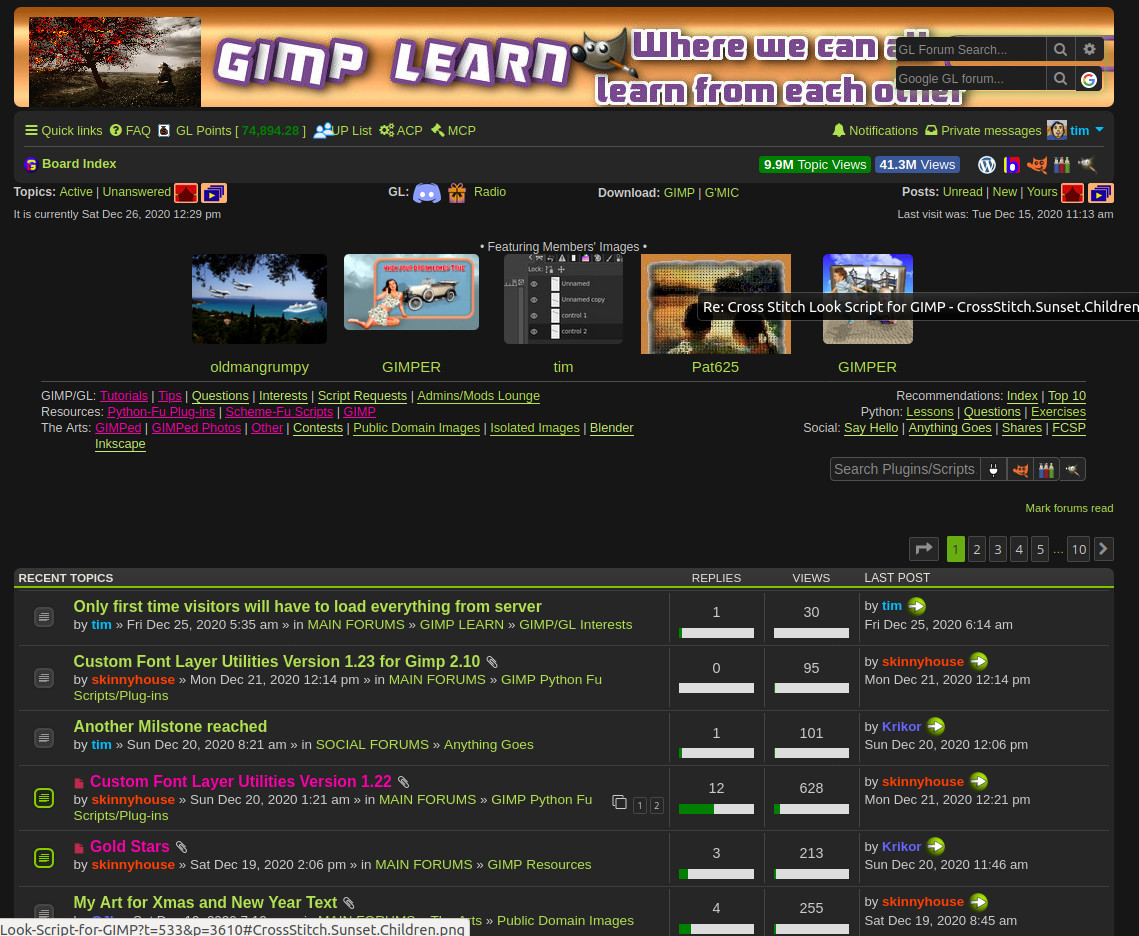 GIMP LEARN Where we can all
learn from each other
GL Forum Search...
Google GL forum...
Quick links FAQ GL Points [ 74,894.28 ] UP List ACP MCP Notifications Private messages tim
Board Index 9.9M Topic Views 41.3M Views
Topics: Active | Unanswered GL: Radio Download: GIMP | G'MIC Posts: Unread | New | Yours
It is currently Sat Dec 26, 2020 12:29 pm Last visit was: Tue Dec 15, 2020 11:13 am
• Featuring Members' Images •
Lock:
Unnamed
Unnamed copy
control 1
control 2
Re: Cross Stitch Look Script for GIMP - CrossStitch.Sunset.Children
oldmangrumpy GIMPER tim Pat625 GIMPER
GIMP/GL: Tutorials | Tips | Questions | Interests | Script Requests | Admins/Mods Lounge Recommendations: Index | Top 10
Resources: Python-Fu Plug-ins | Scheme-Fu Scripts | GIMP Python: Lessons | Questions | Exercises
The Arts: GIMPed | GIMPed Photos | Other | Contests | Public Domain Images | Isolated Images | Blender Social: Say Hello | Anything Goes | Shares | FCSP
Inkscape
Search Plugins/Scripts
Mark forums read
1 2 3 4 5 ... 10
RECENT TOPICS REPLIES VIEWS LAST POST
Only first time visitors will have to load everything from server 1 30 by tim
by tim » Fri Dec 25, 2020 5:35 am » in MAIN FORUMS » GIMP LEARN » GIMP/GL Interests Fri Dec 25, 2020 6:14 am
Custom Font Layer Utilities Version 1.23 for Gimp 2.10 0 95 by skinnyhouse
by skinnyhouse » Mon Dec 21, 2020 12:14 pm » in MAIN FORUMS » GIMP Python Fu Mon Dec 21, 2020 12:14 pm
Scripts/Plug-ins
Another Milstone reached 1 101 by Krikor
by tim » Sun Dec 20, 2020 8:21 am » in SOCIAL FORUMS » Anything Goes Sun Dec 20, 2020 12:06 pm
Custom Font Layer Utilities Version 1.22 12 628 by skinnyhouse
by skinnyhouse » Sun Dec 20, 2020 1:21 am » in MAIN FORUMS » GIMP Python Fu 1 2 Mon Dec 21, 2020 12:21 pm
Scripts/Plug-ins
Gold Stars 3 213 by Krikor
by skinnyhouse » Sat Dec 19, 2020 2:06 pm » in MAIN FORUMS » GIMP Resources Sun Dec 20, 2020 11:46 am
My Art for Xmas and New Year Text 4 255 by skinnyhouse
» Public Domain Images Sat Dec 19, 2020 8:45 am
Look-Script-for-GIMP?t=533&p=3610#CrossStitch.Sunset.Children.png